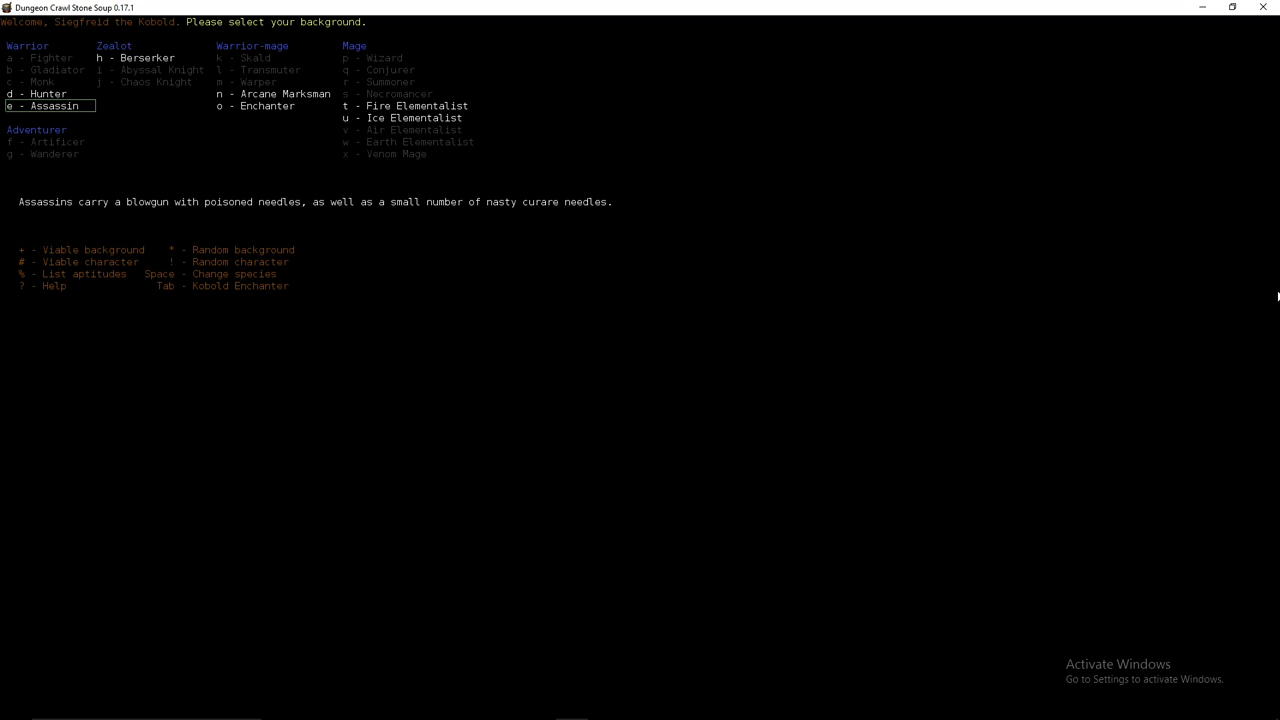 Dungeon Crawl Stone Soup 0.17.1
Welcome, Siegfreid the Kobold. Please select your background.
Warrior Zealot Warrior-mage Mage
a - Fighter h - Berserker k - Skald p - Wizard
b - Gladiator i - Abyssal Knight l - Transmuter q - Conjurer
c - Monk j - Chaos Knight m - Warper r - Summoner
d - Hunter n - Arcane Marksman s - Necromancer
e - Assassin o - Enchanter t - Fire Elementalist
u - Ice Elementalist
Adventurer v - Air Elementalist
f - Artificer w - Earth Elementalist
g - Wanderer x - Venom Mage
Assassins carry a blowgun with poisoned needles, as well as a small number of nasty curare needles.
+ - Viable background * - Random background
# - Viable character ! - Random character
% - List aptitudes Space - Change species
? - Help Tab - Kobold Enchanter
Activate Windows
Go to Settings to activate Windows.